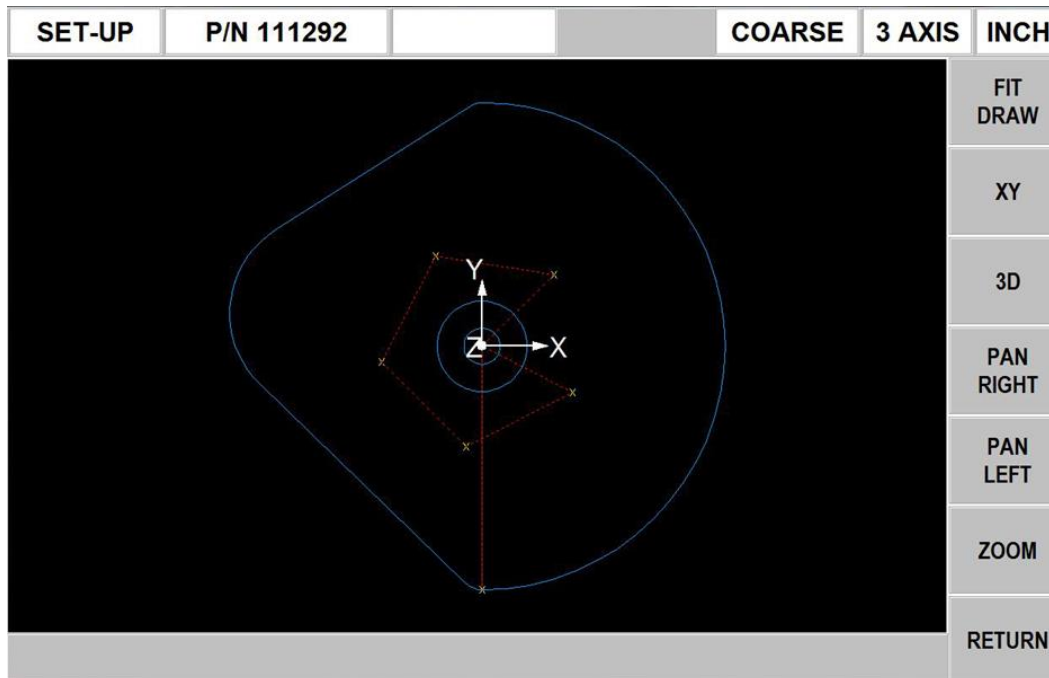 SET-UP P/N 111292 COARSE 3 AXIS INCH
FIT
DRAW
XY
3D
PAN
RIGHT
PAN
LEFT
ZOOM
RETURN
x x
Y
Z X
x x
x
x